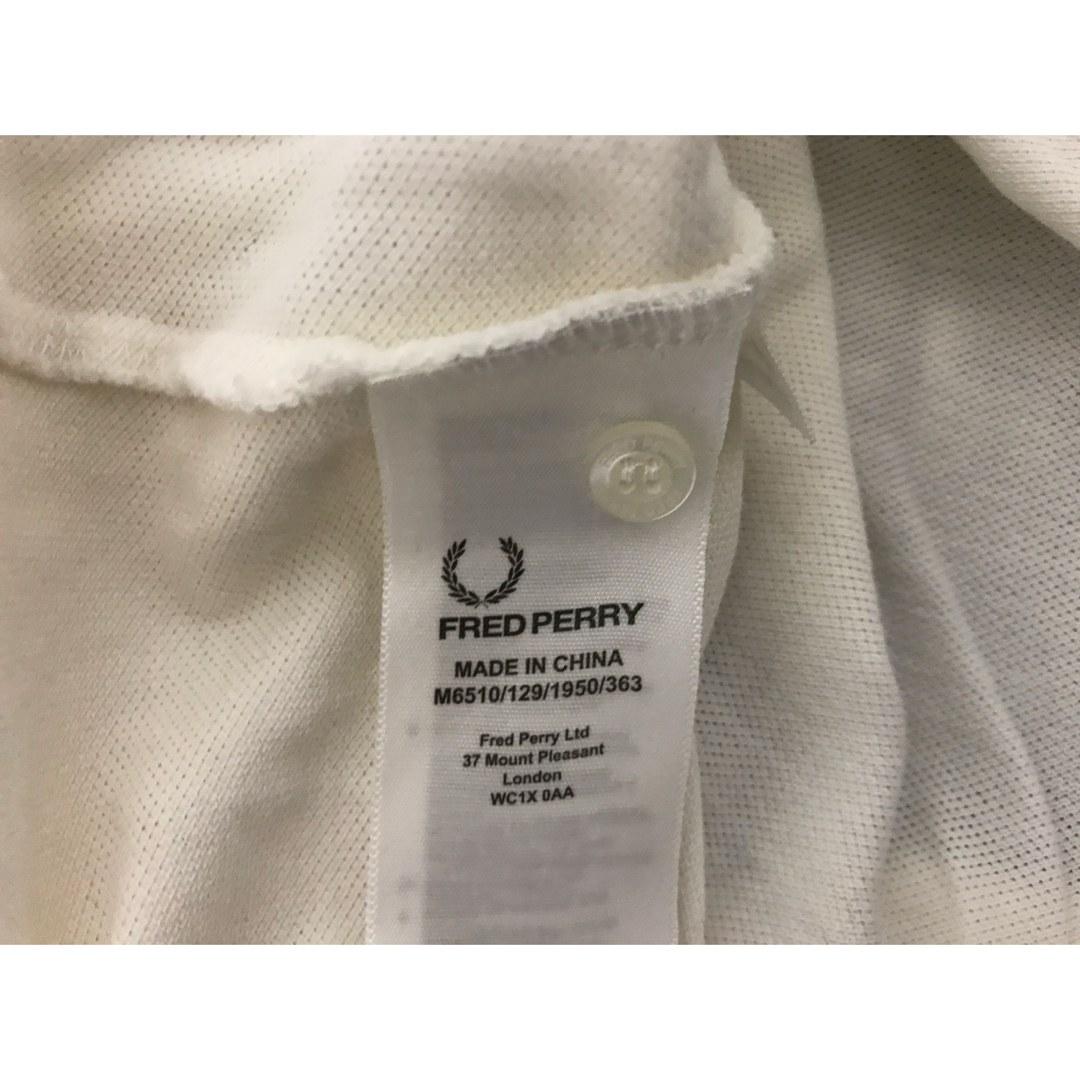 FRED PERRY
MADE IN CHINA
M6510/129/1950/363
Fred Perry Ltd
37 Mount Pleasant
London
WC1X 0AA